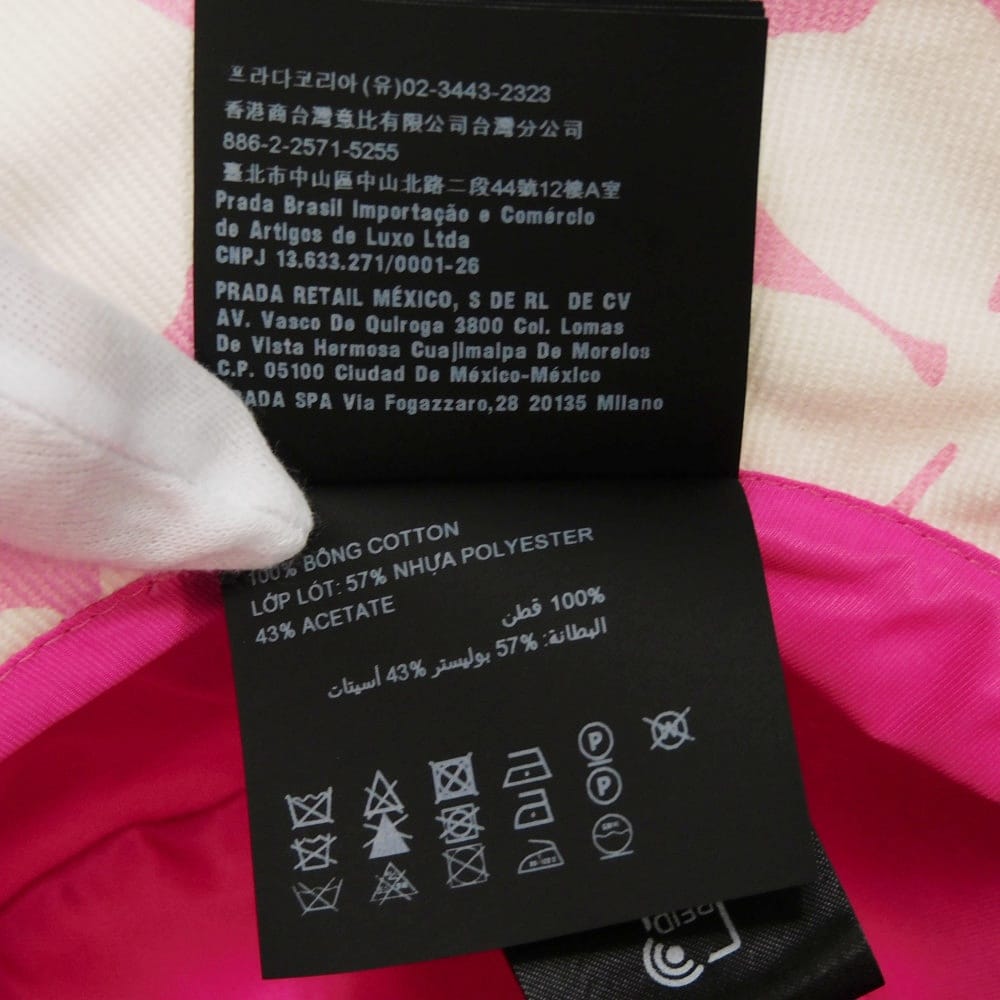 프라다코리아(유)02-3443-2323
香港商台灣意比有限公司台灣分公司
886-2-2571-5255
臺北市中山區中山北路二段44號12樓A室
Prada Brasil Importação e Comércio
de Artigos de Luxo Ltda
CNPJ 13.633.271/0001-26
PRADA RETAIL MÉXICO, S DE RL DE CV
AV. Vasco De Quiroga 3800 Col. Lomas
De Vista Hermosa Cuajimalpa De Morelos
C.P. 05100 Ciudad De México-México
PRADA SPA Via Fogazzaro,28 20135 Milano
100% BÔNG COTTON
LỚP LÓT: 57% NHỰA POLYESTER
43% ACETATE
100% قطن
البطانة: 57% بوليستر 43% أسيتات
P
W
P
RFID